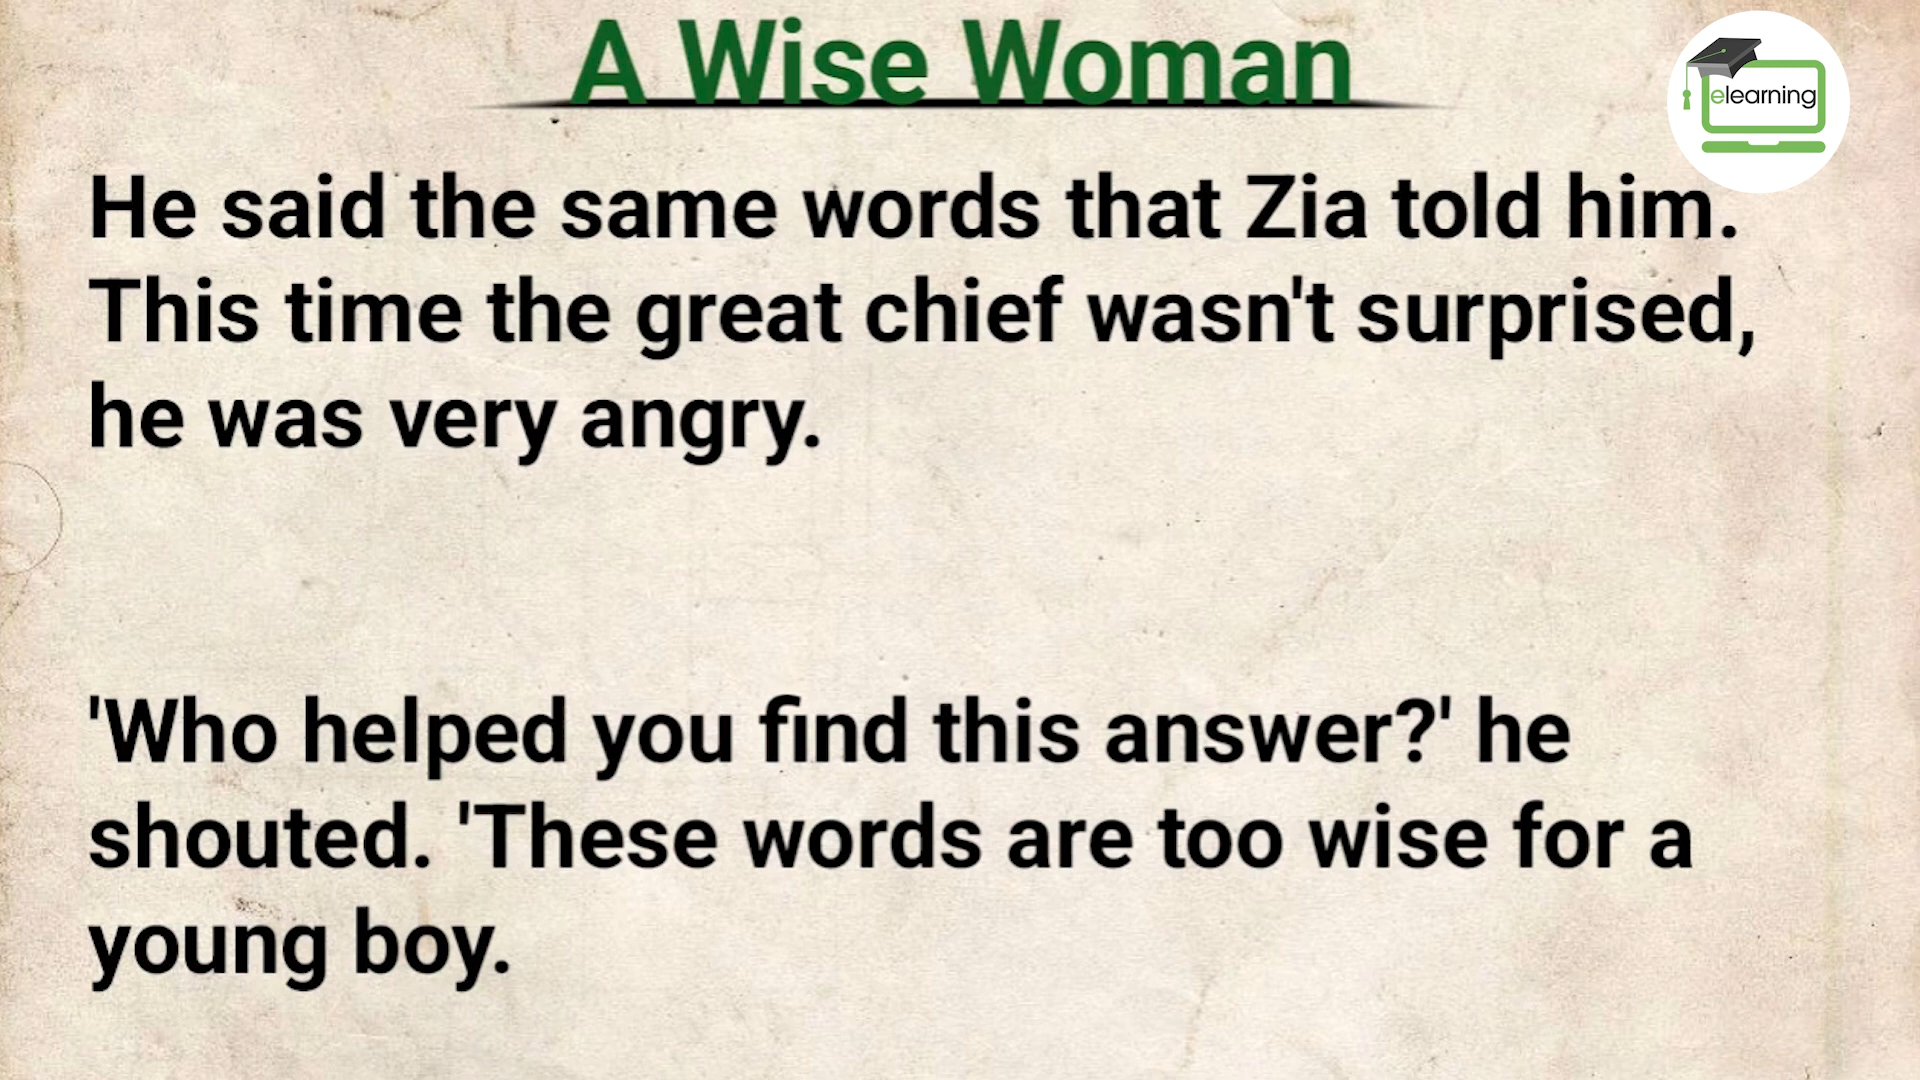 A Wise Woman
elearning
He said the same words that Zia told him.
This time the great chief wasn't surprised,
he was very angry.
'Who helped you find this answer?' he
shouted. 'These words are too wise for a
young boy.